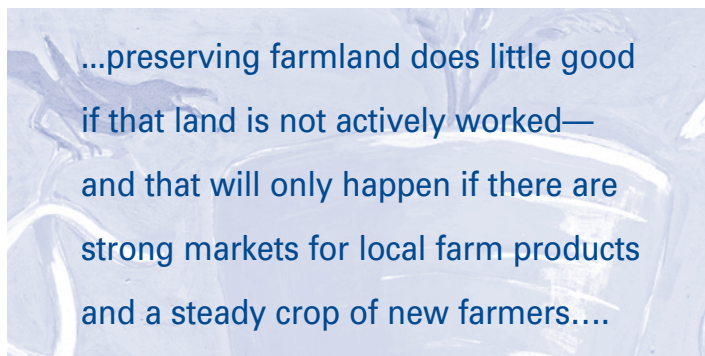 ...preserving farmland does little good
if that land is not actively worked—
and that will only happen if there are
strong markets for local farm products
and a steady crop of new farmers….